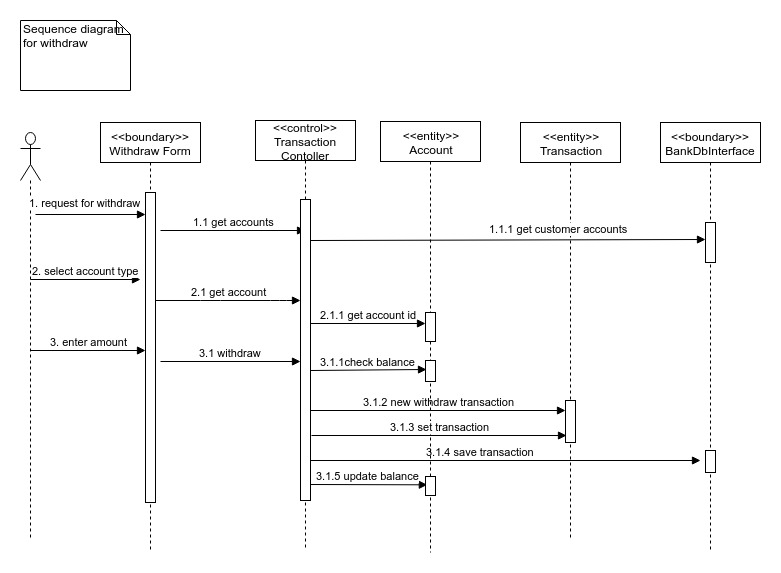 Sequence diagram
for withdraw
<<boundary>>
Withdraw Form
<<control>>
Transaction
Contoller
<<entity>>
Account
<<entity>>
Transaction
<<boundary>>
BankDbInterface
1. request for withdraw
1.1 get accounts
1.1.1 get customer accounts
2. select account type
2.1 get account
2.1.1 get account id
3. enter amount
3.1 withdraw
3.1.1check balance
3.1.2 new withdraw transaction
3.1.3 set transaction
3.1.4 save transaction
3.1.5 update balance